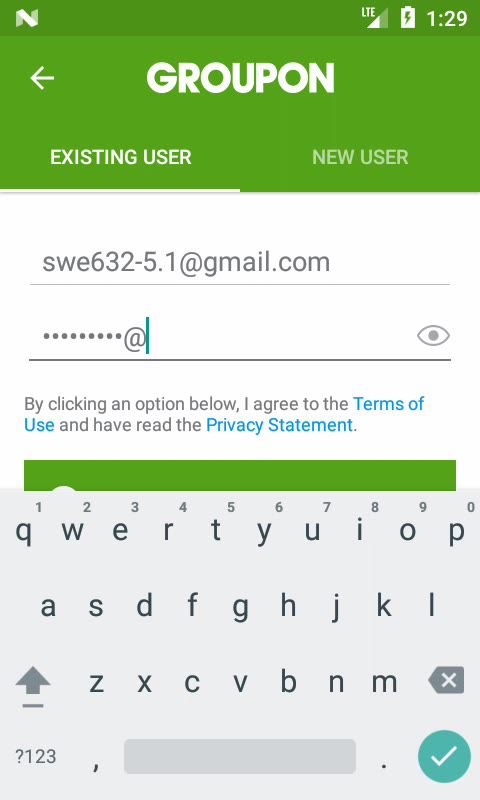 LTE 1:29
GROUPON
EXISTING USER NEW USER
swe632-5.1@gmail.com
•••••••••@
By clicking an option below, I agree to the Terms of
Use and have read the Privacy Statement.
1 2 3 4 5 6 7 8 9 0
q w e r t y u i o p
a s d f g h j k l
z x c v b n m
?123 , .